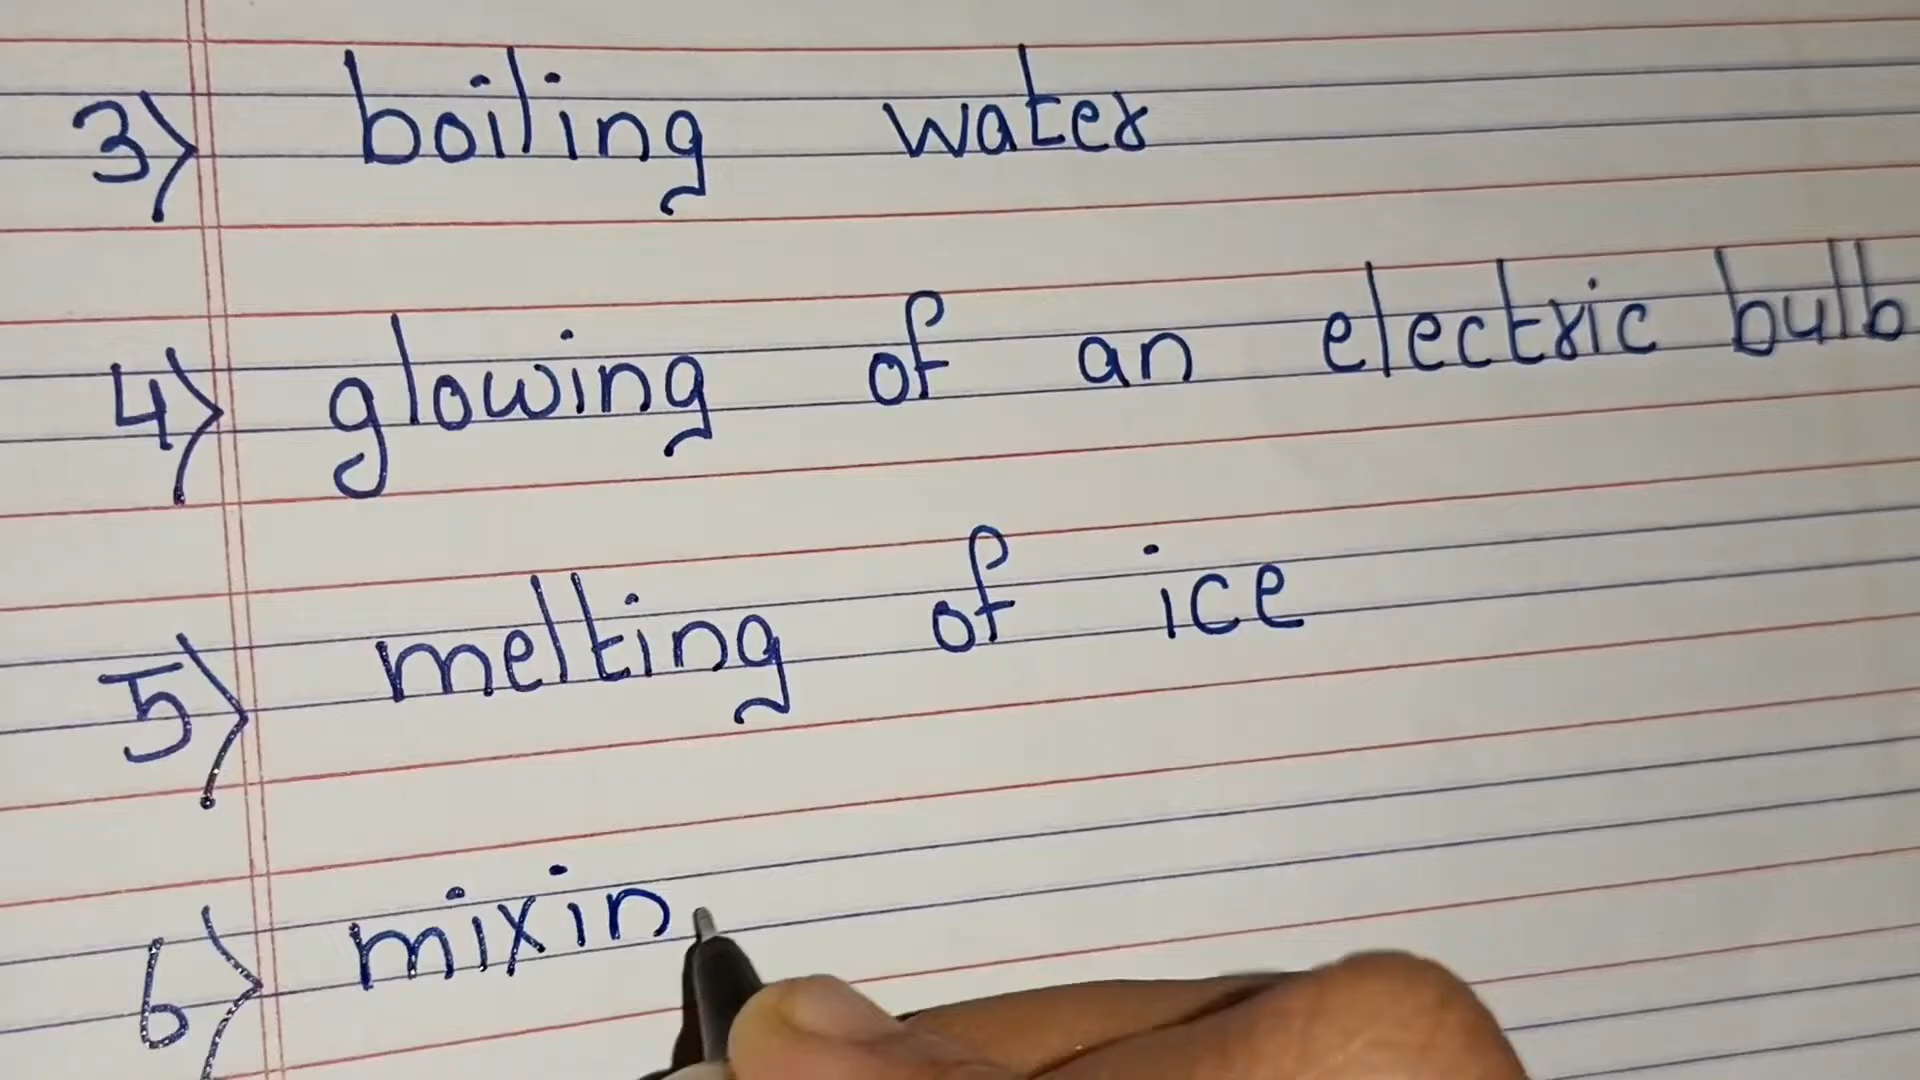 3) boiling water
4) glowing of an electric bulb
5) melting of ice
6) mixin